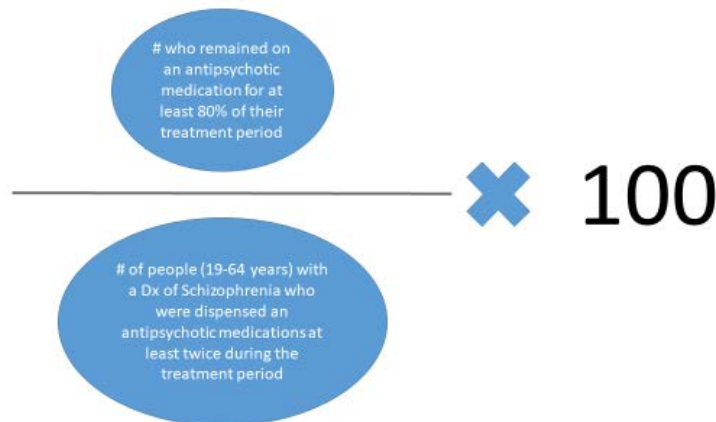 # who remained on
an antipsychotic
medication for at
least 80% of their
treatment period
100
# of people (19-64 years) with
a Dx of Schizophrenia who
were dispensed an
antipsychotic medications at
least twice during the
treatment period